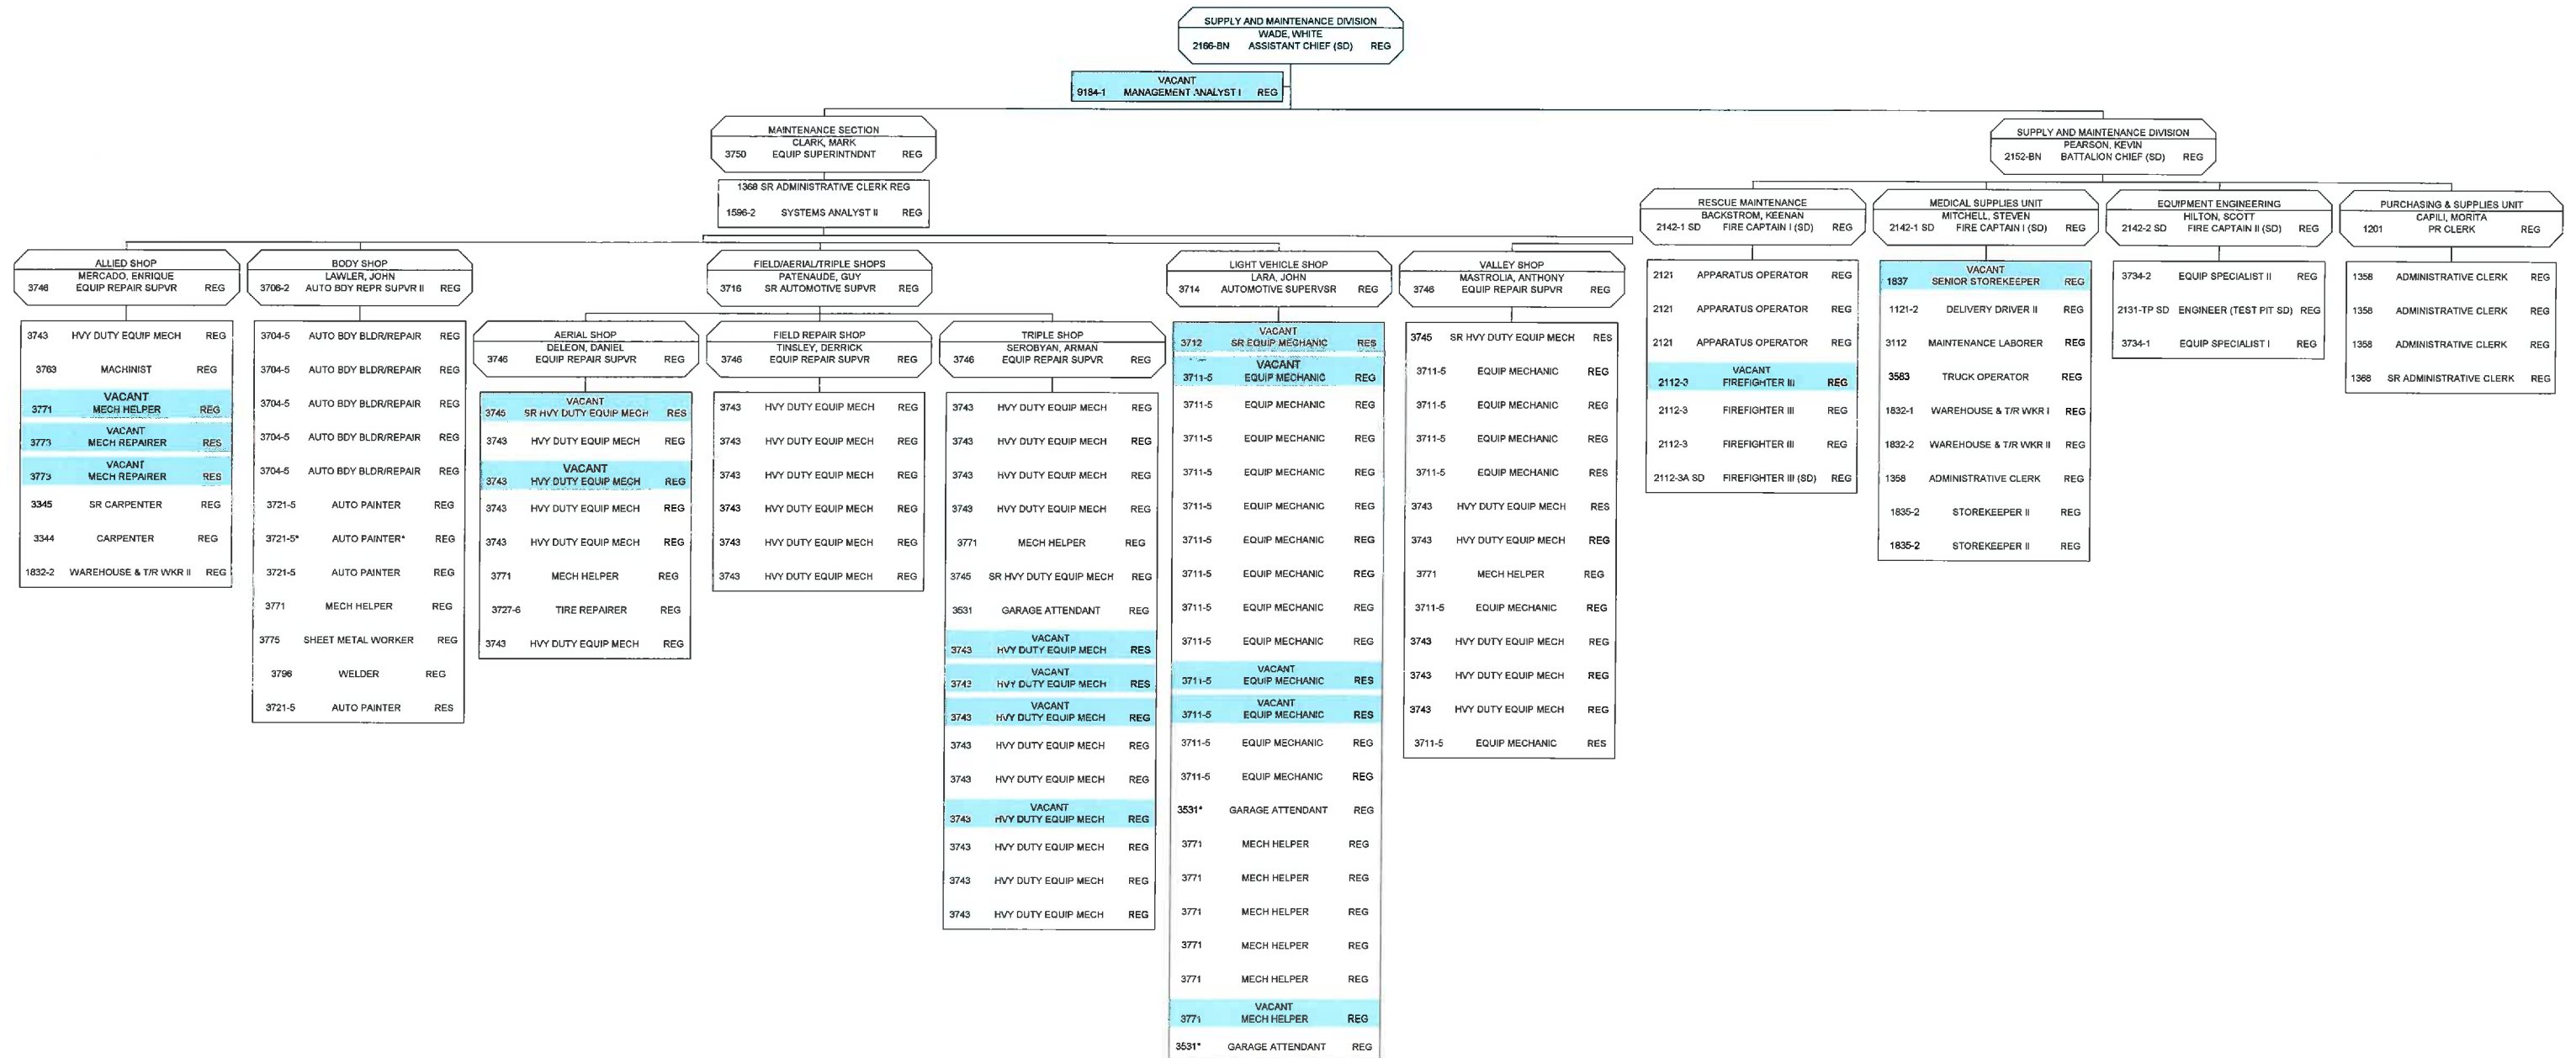 SUPPLY AND MAINTENANCE DIVISION
WADE, WHITE
2166-BN ASSISTANT CHIEF (SD) REG
VACANT
9184-1 MANAGEMENT ANALYST I REG
MAINTENANCE SECTION
CLARK, MARK
3750 EQUIP SUPERINTNDNT REG
1368 SR ADMINISTRATIVE CLERK REG
1596-2 SYSTEMS ANALYST II REG
SUPPLY AND MAINTENANCE DIVISION
PEARSON, KEVIN
2152-BN BATTALION CHIEF (SD) REG
ALLIED SHOP
MERCADO, ENRIQUE
3746 EQUIP REPAIR SUPVR REG
3743 HVY DUTY EQUIP MECH REG
3763 MACHINIST REG
VACANT
3771 MECH HELPER REG
VACANT
3773 MECH REPAIRER RES
VACANT
3773 MECH REPAIRER RES
3345 SR CARPENTER REG
3344 CARPENTER REG
1832-2 WAREHOUSE & T/R WKR II REG
BODY SHOP
LAWLER, JOHN
3706-2 AUTO BDY REPR SUPVR II REG
3704-5 AUTO BDY BLDR/REPAIR REG
3704-5 AUTO BDY BLDR/REPAIR REG
3704-5 AUTO BDY BLDR/REPAIR REG
3704-5 AUTO BDY BLDR/REPAIR REG
3704-5 AUTO BDY BLDR/REPAIR REG
3721-5 AUTO PAINTER REG
3721-5* AUTO PAINTER* REG
3721-5 AUTO PAINTER REG
3771 MECH HELPER REG
3775 SHEET METAL WORKER REG
3796 WELDER REG
3721-5 AUTO PAINTER RES
FIELD/AERIAL/TRIPLE SHOPS
PATENAUDE, GUY
3716 SR AUTOMOTIVE SUPVR REG
AERIAL SHOP
DELEON, DANIEL
3746 EQUIP REPAIR SUPVR REG
VACANT
3745 SR HVY DUTY EQUIP MECH RES
3743 HVY DUTY EQUIP MECH REG
VACANT
3743 HVY DUTY EQUIP MECH REG
3743 HVY DUTY EQUIP MECH REG
3743 HVY DUTY EQUIP MECH REG
3771 MECH HELPER REG
3727-6 TIRE REPAIRER REG
3743 HVY DUTY EQUIP MECH REG
FIELD REPAIR SHOP
TINSLEY, DERRICK
3746 EQUIP REPAIR SUPVR REG
3743 HVY DUTY EQUIP MECH REG
3743 HVY DUTY EQUIP MECH REG
3743 HVY DUTY EQUIP MECH REG
3743 HVY DUTY EQUIP MECH REG
3743 HVY DUTY EQUIP MECH REG
3743 HVY DUTY EQUIP MECH REG
TRIPLE SHOP
SEROBYAN, ARMAN
3746 EQUIP REPAIR SUPVR REG
3743 HVY DUTY EQUIP MECH REG
3743 HVY DUTY EQUIP MECH REG
3743 HVY DUTY EQUIP MECH REG
3743 HVY DUTY EQUIP MECH REG
3771 MECH HELPER REG
3745 SR HVY DUTY EQUIP MECH REG
3531 GARAGE ATTENDANT REG
VACANT
3743 HVY DUTY EQUIP MECH RES
VACANT
3743 HVY DUTY EQUIP MECH RES
VACANT
3743 HVY DUTY EQUIP MECH REG
3743 HVY DUTY EQUIP MECH REG
3743 HVY DUTY EQUIP MECH REG
VACANT
3743 HVY DUTY EQUIP MECH REG
3743 HVY DUTY EQUIP MECH REG
3743 HVY DUTY EQUIP MECH REG
3743 HVY DUTY EQUIP MECH REG
LIGHT VEHICLE SHOP
LARA, JOHN
3714 AUTOMOTIVE SUPERVSR REG
VACANT
3712 SR EQUIP MECHANIC RES
VACANT
3711-5 EQUIP MECHANIC REG
3711-5 EQUIP MECHANIC REG
3711-5 EQUIP MECHANIC REG
3711-5 EQUIP MECHANIC REG
3711-5 EQUIP MECHANIC REG
3711-5 EQUIP MECHANIC REG
3711-5 EQUIP MECHANIC REG
3711-5 EQUIP MECHANIC REG
3711-5 EQUIP MECHANIC REG
VACANT
3711-5 EQUIP MECHANIC RES
VACANT
3711-5 EQUIP MECHANIC RES
3711-5 EQUIP MECHANIC REG
3711-5 EQUIP MECHANIC REG
3531* GARAGE ATTENDANT REG
3771 MECH HELPER REG
3771 MECH HELPER REG
3771 MECH HELPER REG
3771 MECH HELPER REG
3771 MECH HELPER REG
VACANT
3771 MECH HELPER REG
3531* GARAGE ATTENDANT REG
VALLEY SHOP
MASTROLIA, ANTHONY
3746 EQUIP REPAIR SUPVR REG
3745 SR HVY DUTY EQUIP MECH RES
3711-5 EQUIP MECHANIC REG
3711-5 EQUIP MECHANIC REG
3711-5 EQUIP MECHANIC REG
3711-5 EQUIP MECHANIC RES
3743 HVY DUTY EQUIP MECH RES
3743 HVY DUTY EQUIP MECH REG
3771 MECH HELPER REG
3711-5 EQUIP MECHANIC REG
3743 HVY DUTY EQUIP MECH REG
3743 HVY DUTY EQUIP MECH REG
3743 HVY DUTY EQUIP MECH REG
3711-5 EQUIP MECHANIC RES
RESCUE MAINTENANCE
BACKSTROM, KEENAN
2142-1 SD FIRE CAPTAIN I (SD) REG
2121 APPARATUS OPERATOR REG
2121 APPARATUS OPERATOR REG
2121 APPARATUS OPERATOR REG
VACANT
2112-3 FIREFIGHTER III REG
2112-3 FIREFIGHTER III REG
2112-3 FIREFIGHTER III REG
2112-3A SD FIREFIGHTER III (SD) REG
MEDICAL SUPPLIES UNIT
MITCHELL, STEVEN
2142-1 SD FIRE CAPTAIN I (SD) REG
VACANT
1837 SENIOR STOREKEEPER REG
1121-2 DELIVERY DRIVER II REG
3112 MAINTENANCE LABORER REG
3583 TRUCK OPERATOR REG
1832-1 WAREHOUSE & T/R WKR I REG
1832-2 WAREHOUSE & T/R WKR II REG
1358 ADMINISTRATIVE CLERK REG
1835-2 STOREKEEPER II REG
1835-2 STOREKEEPER II REG
EQUIPMENT ENGINEERING
HILTON, SCOTT
2142-2 SD FIRE CAPTAIN II (SD) REG
3734-2 EQUIP SPECIALIST II REG
2131-TP SD ENGINEER (TEST PIT SD) REG
3734-1 EQUIP SPECIALIST I REG
PURCHASING & SUPPLIES UNIT
CAPILI, MORITA
1201 PR CLERK REG
1358 ADMINISTRATIVE CLERK REG
1358 ADMINISTRATIVE CLERK REG
1358 ADMINISTRATIVE CLERK REG
1368 SR ADMINISTRATIVE CLERK REG